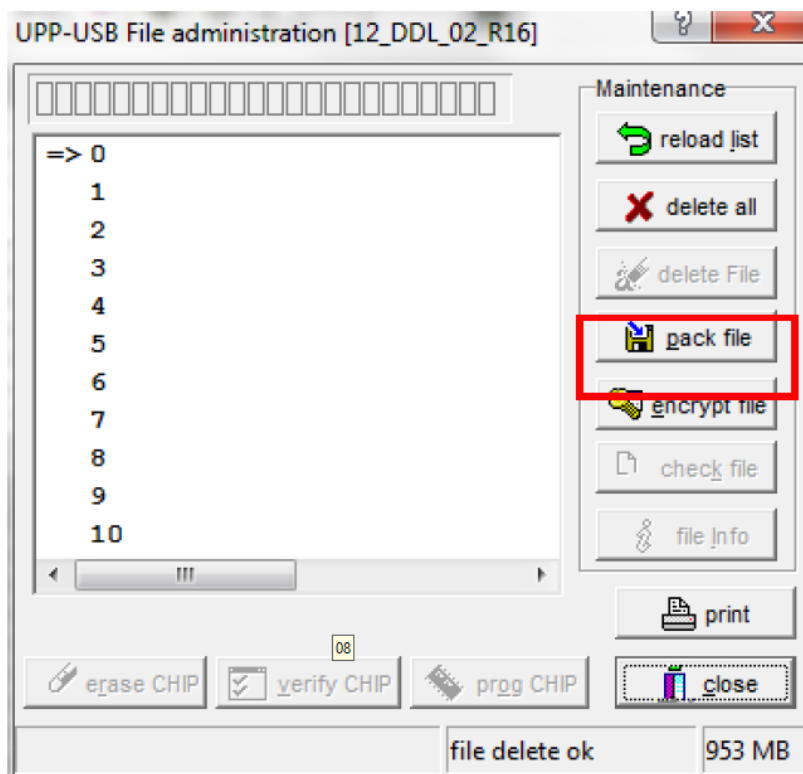 UPP-USB File administration [12_DDL_02_R16]
Maintenance
=> 0
1
2
3
4
5
6
7
8
9
10
reload list
delete all
delete File
pack file
encrypt file
check file
file Info
print
08
erase CHIP
verify CHIP
prog CHIP
close
file delete ok
953 MB